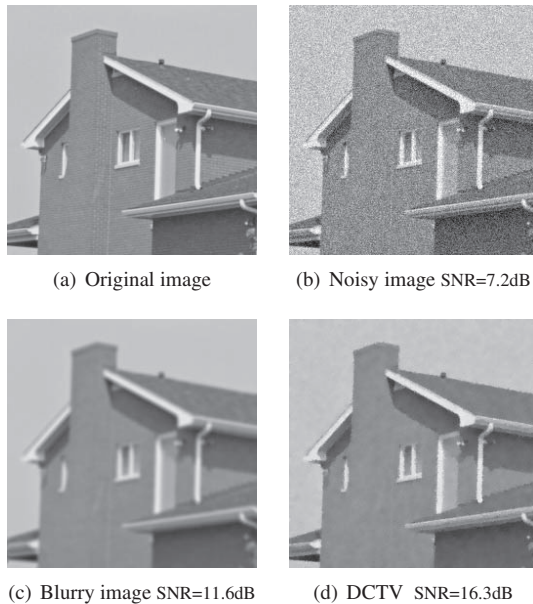 (a) Original image
(b) Noisy image SNR=7.2dB
(c) Blurry image SNR=11.6dB
(d) DCTV SNR=16.3dB